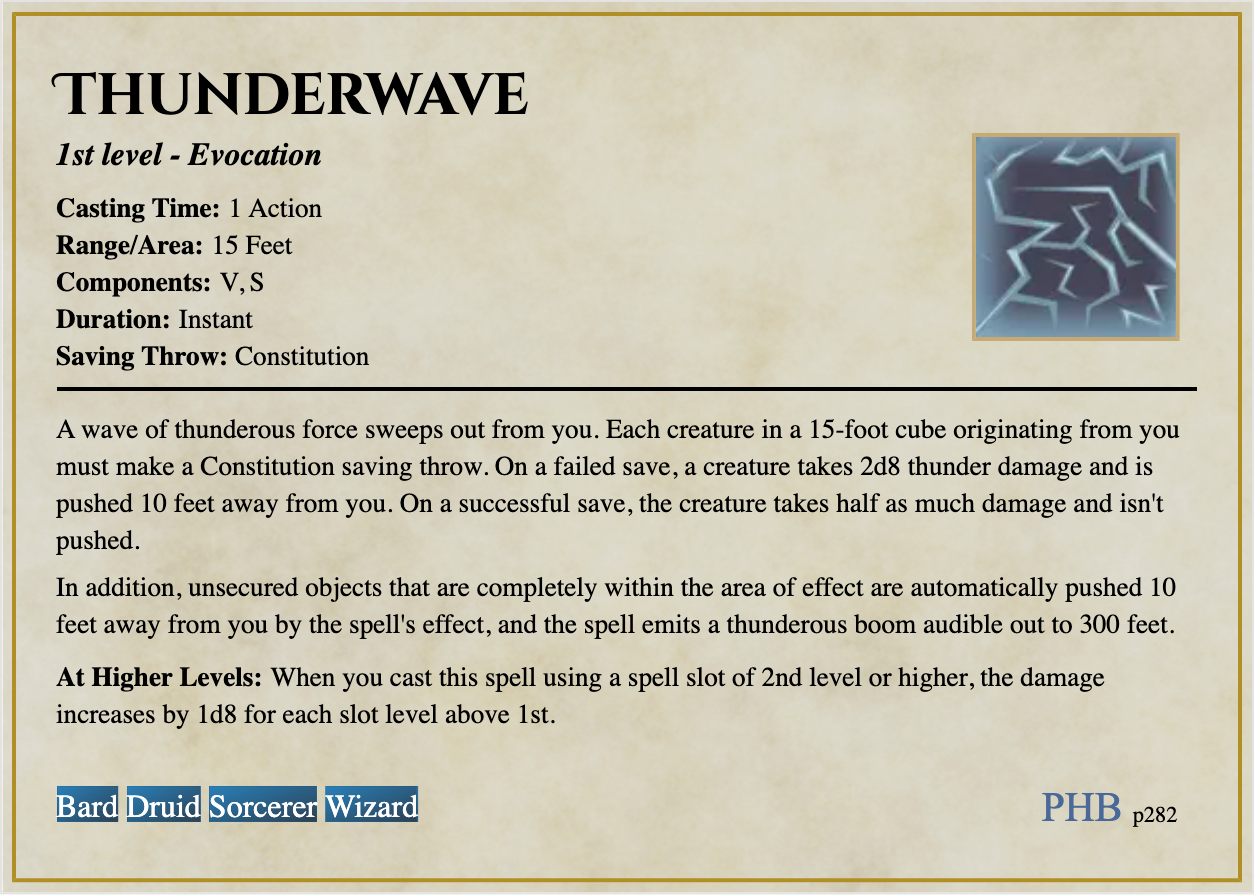 THUNDERWAVE
1st level - Evocation
Casting Time: 1 Action
Range/Area: 15 Feet
Components: V, S
Duration: Instant
Saving Throw: Constitution
A wave of thunderous force sweeps out from you. Each creature in a 15-foot cube originating from you
must make a Constitution saving throw. On a failed save, a creature takes 2d8 thunder damage and is
pushed 10 feet away from you. On a successful save, the creature takes half as much damage and isn't
pushed.
In addition, unsecured objects that are completely within the area of effect are automatically pushed 10
feet away from you by the spell's effect, and the spell emits a thunderous boom audible out to 300 feet.
At Higher Levels: When you cast this spell using a spell slot of 2nd level or higher, the damage
increases by 1d8 for each slot level above 1st.
Bard Druid Sorcerer Wizard
PHB p282